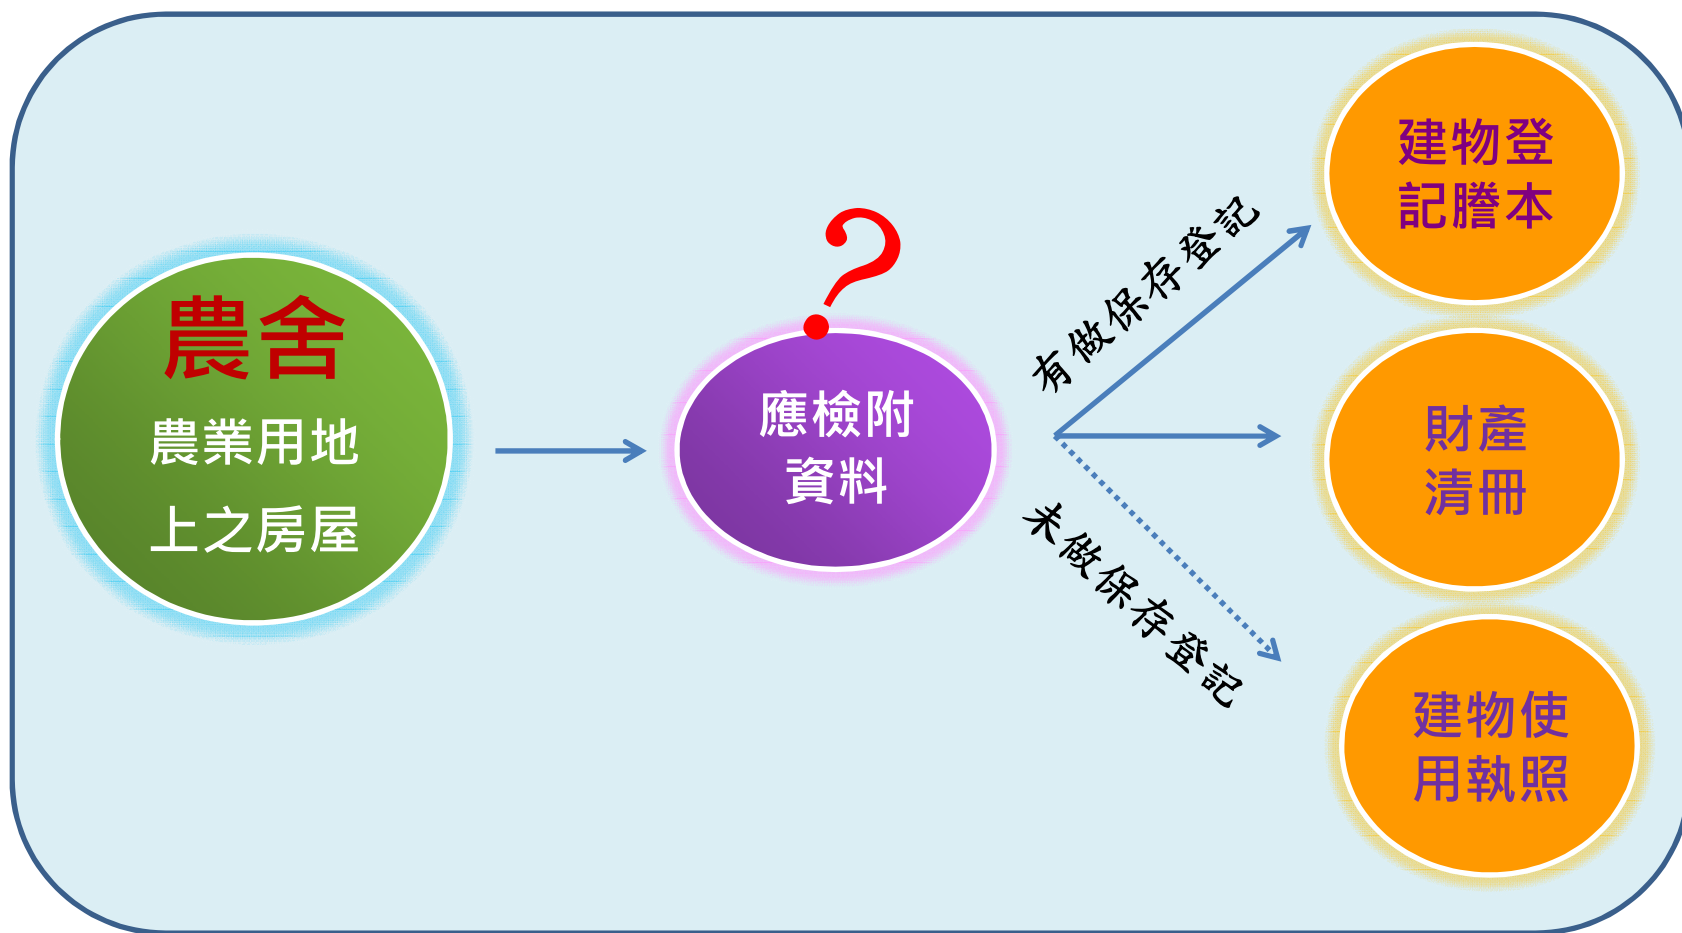 農舍
農業用地
上之房屋
?
應檢附
資料
有做保存登記
未做保存登記
建物登
記謄本
財產
清冊
建物使
用執照